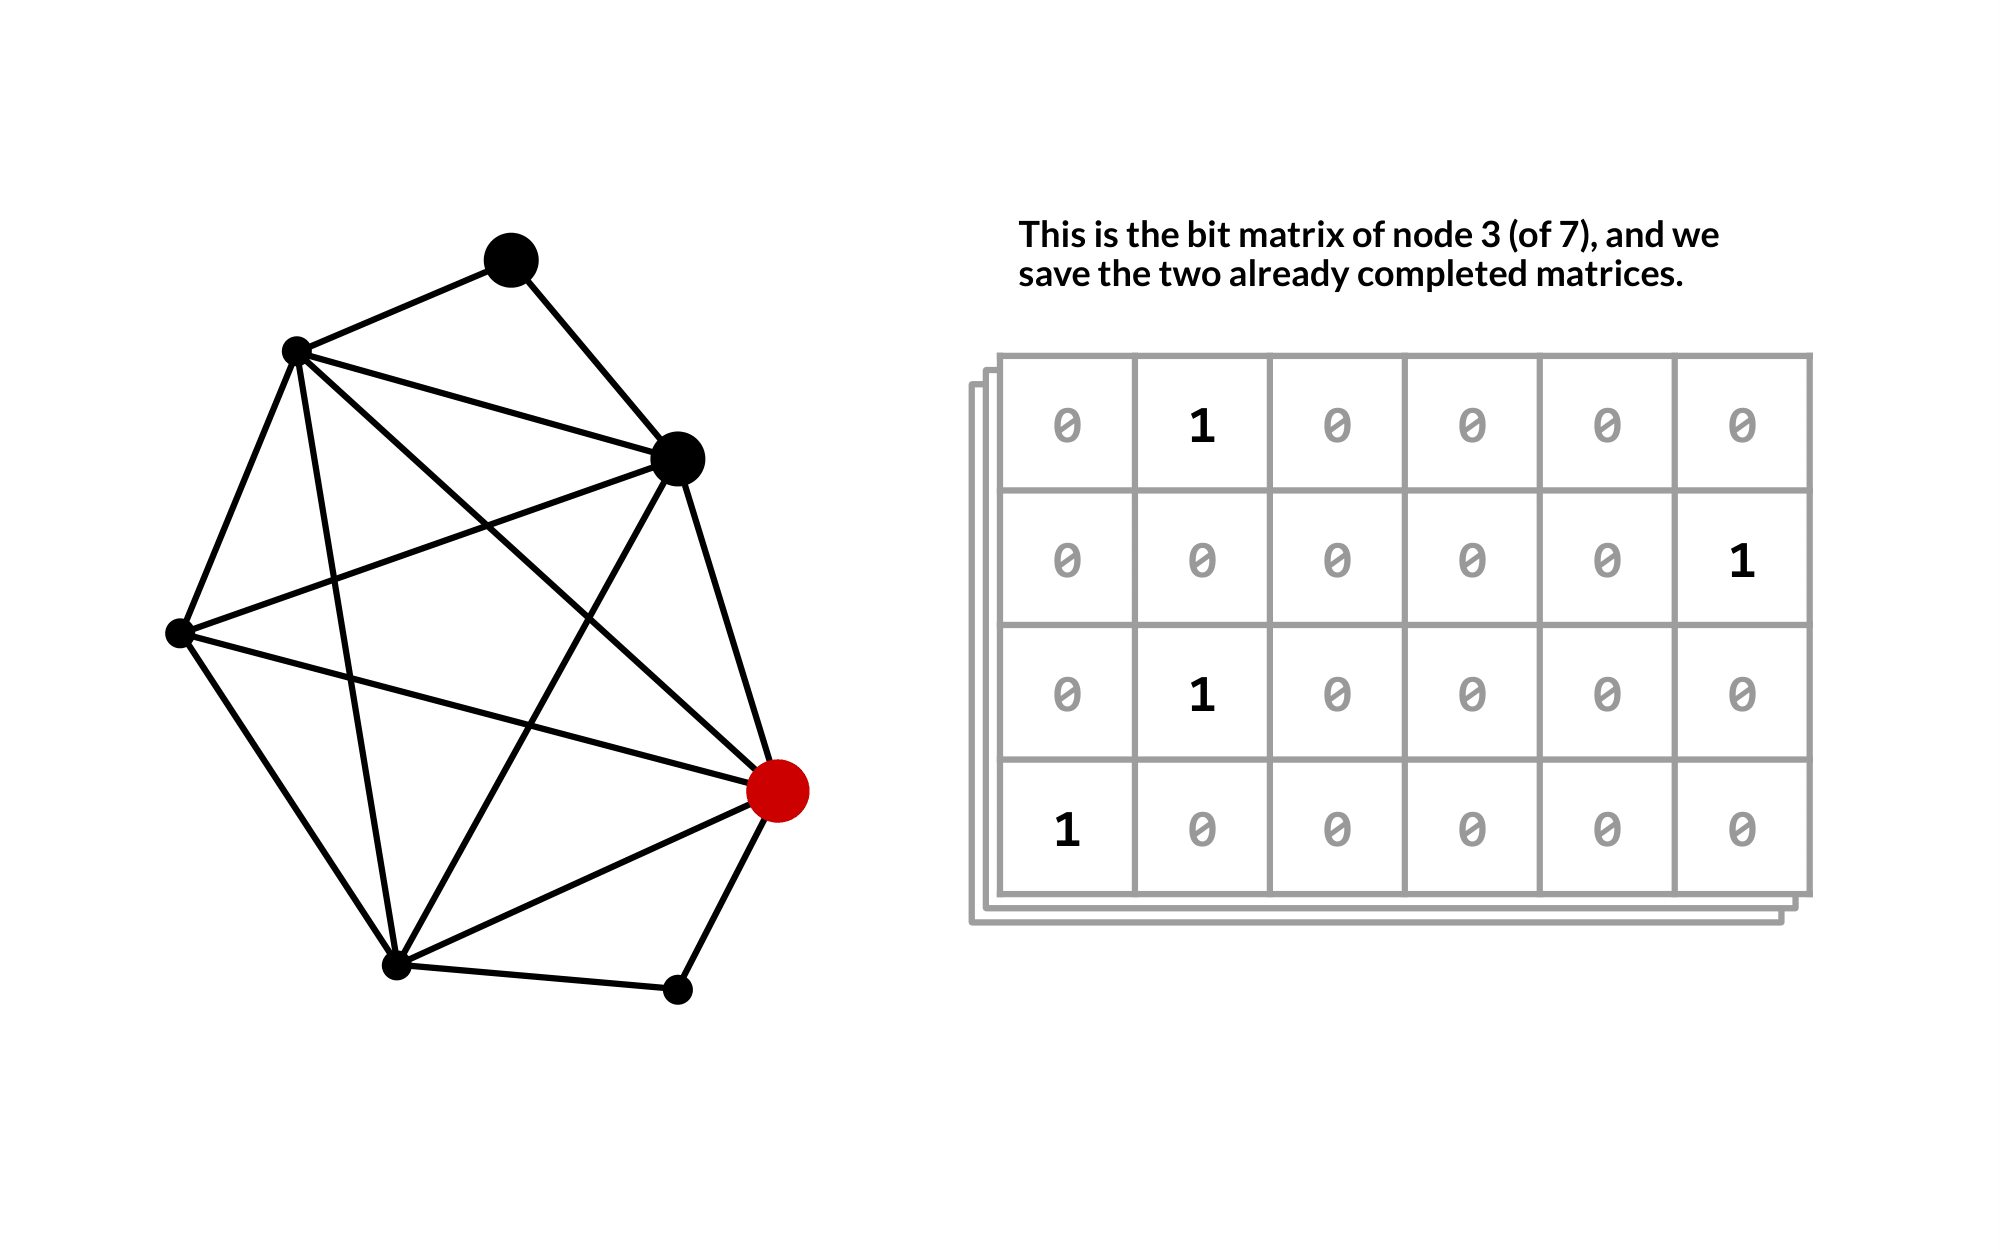 This is the bit matrix of node 3 (of 7), and we
save the two already completed matrices.
0 1 0 0 0 0
0 0 0 0 0 1
0 1 0 0 0 0
1 0 0 0 0 0